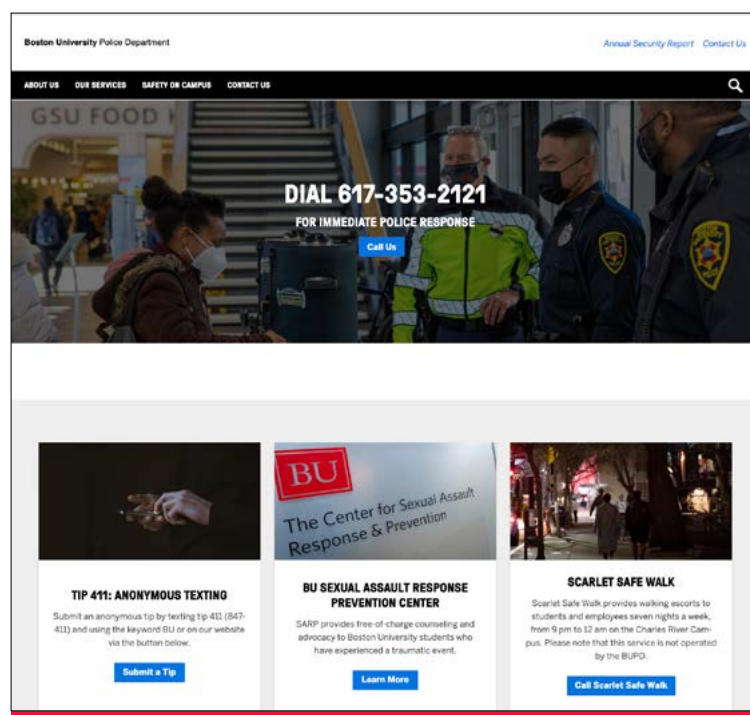 Boston University Police Department
Annual Security Report Contact Us
ABOUT US OUR SERVICES SAFETY ON CAMPUS CONTACT US
GSU FOOD
DIAL 617-353-2121
FOR IMMEDIATE POLICE RESPONSE
Call Us
BU
The Center for Sexual Assault
Response & Prevention
TIP 411: ANONYMOUS TEXTING
Submit an anonymous tip by texting tip 411 (847-
411) and using the keyword BU or on our website
via the button below.
Submit a Tip
BU SEXUAL ASSAULT RESPONSE
PREVENTION CENTER
SARP provides free-of-charge counseling and
advocacy to Boston University students who
have experienced a traumatic event.
Learn More
SCARLET SAFE WALK
Scarlet Safe Walk provides walking escorts to
students and employees seven nights a week,
from 9 pm to 12 am on the Charles River Cam-
pus. Please note that this service is not operated
by the BUPD.
Call Scarlet Safe Walk